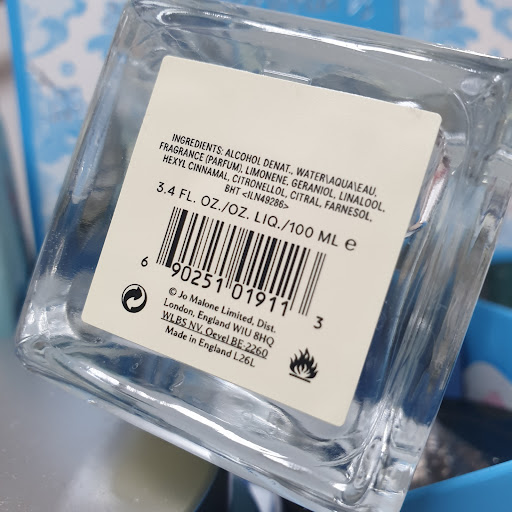 INGREDIENTS: ALCOHOL DENAT., WATER\AQUA\EAU,
FRAGRANCE (PARFUM), LIMONENE, GERANIOL, LINALOOL,
HEXYL CINNAMAL, CITRONELLOL, CITRAL, FARNESOL,
BHT <ILN49286>
3.4 FL. OZ./OZ. LIQ./100 ML e
6 90251 01911 3
© Jo Malone Limited, Dist.
London, England W1U 8HQ
WLBS NV. Oevel BE-2260
Made in England L26L